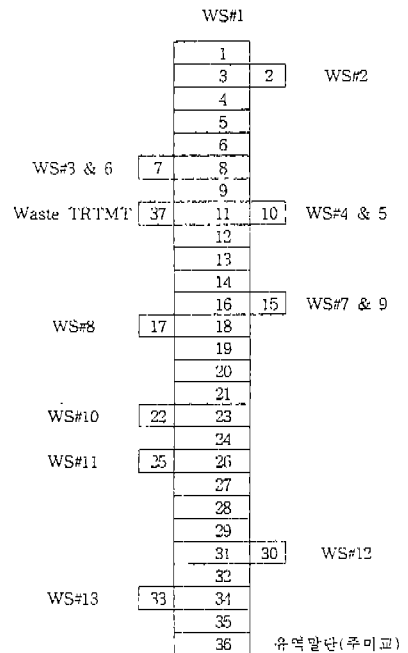 WS#1
1
3 2 WS#2
4
5
6
WS#3 & 6 7 8
9
Waste TRTMT 37 11 10 WS#4 & 5
12
13
14
16 15 WS#7 & 9
WS#8 17 18
19
20
21
WS#10 22 23
24
WS#11 25 26
27
28
29
31 30 WS#12
32
WS#13 33 34
35
36 유역말단(주미교)